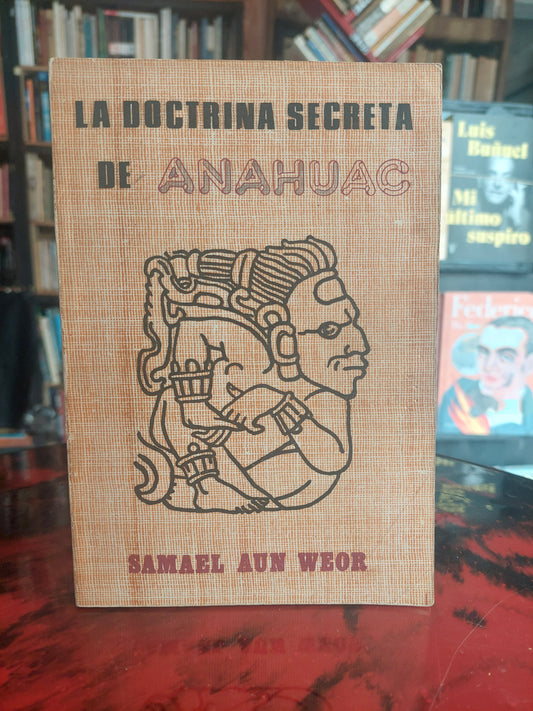 LA DOCTRINA SECRETA
DE ANAHUAC
SAMAEL AUN WEOR
Luis
Buñuel
Mi
último
suspiro
Federico